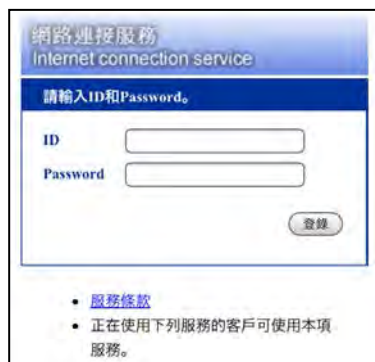 網路連接服務
Internet connection service
請輸入ID和Password。
ID
Password
登錄
服務條款
正在使用下列服務的客戶可使用本項
服務。